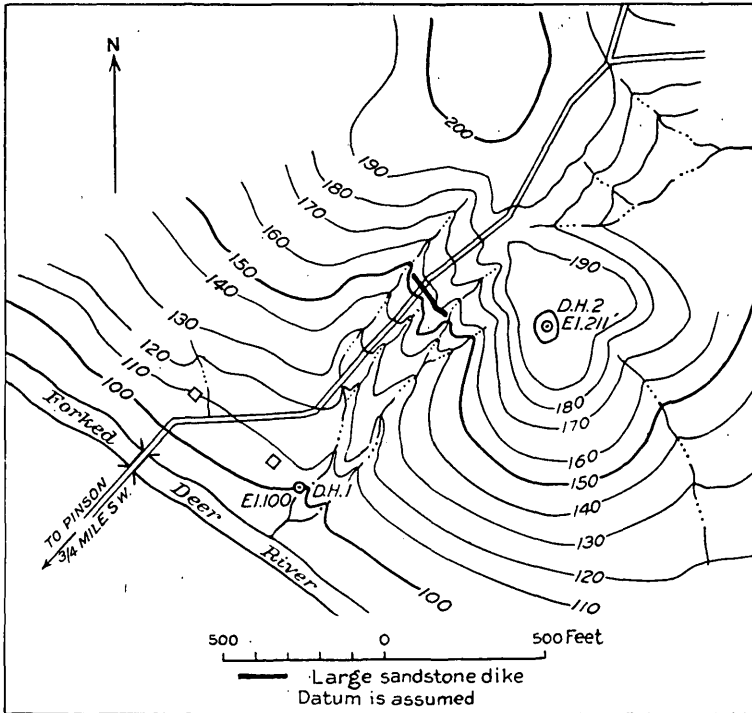 N
200
190
180
170
160
150
140
130
120
110
100
190
D.H.2
El.211'
180
170
160
150
140
130
120
110
100
El.100
D.H.1
Forked
Deer
River
TO PINSON
3/4 MILE S.W.
500 0 500 Feet
Large sandstone dike
Datum is assumed